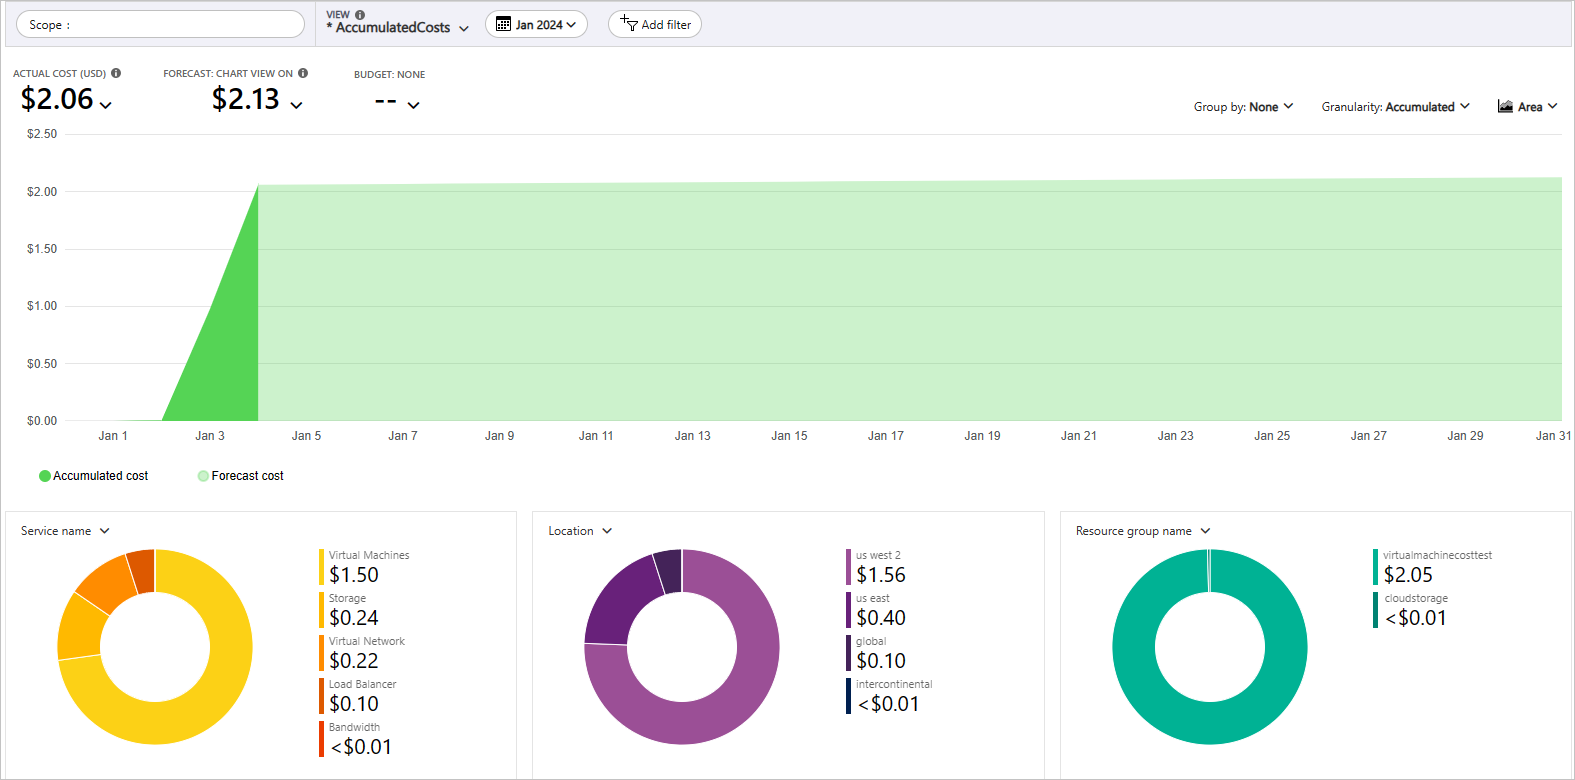 Scope :
VIEW
* AccumulatedCosts
Jan 2024
Add filter
ACTUAL COST (USD)
$2.06
FORECAST: CHART VIEW ON
$2.13
BUDGET: NONE
--
Group by: None
Granularity: Accumulated
Area
$2.50
$2.00
$1.50
$1.00
$0.50
$0.00
Jan 1
Jan 3
Jan 5
Jan 7
Jan 9
Jan 11
Jan 13
Jan 15
Jan 17
Jan 19
Jan 21
Jan 23
Jan 25
Jan 27
Jan 29
Jan 31
Accumulated cost
Forecast cost
Service name
Virtual Machines
$1.50
Storage
$0.24
Virtual Network
$0.22
Load Balancer
$0.10
Bandwidth
<$0.01
Location
us west 2
$1.56
us east
$0.40
global
$0.10
intercontinental
<$0.01
Resource group name
virtualmachinecosttest
$2.05
cloudstorage
<$0.01